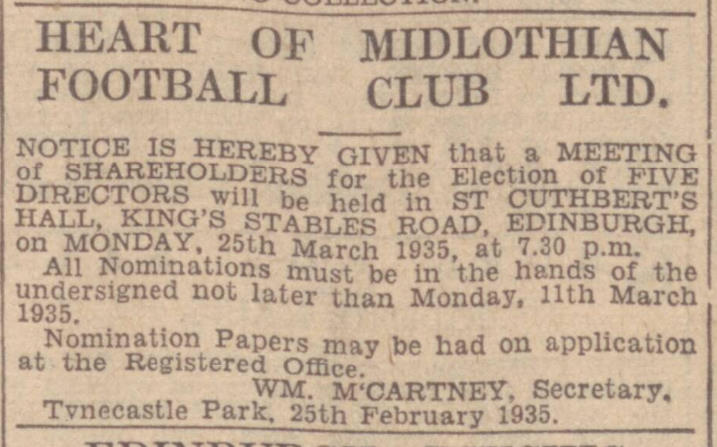 HEART OF MIDLOTHIAN
FOOTBALL CLUB LTD.
NOTICE IS HEREBY GIVEN that a MEETING
of SHAREHOLDERS for the Election of FIVE
DIRECTORS will be held in ST CUTHBERT'S
HALL, KING'S STABLES ROAD, EDINBURGH,
on MONDAY, 25th March 1935, at 7.30 p.m.
All Nominations must be in the hands of the
undersigned not later than Monday, 11th March
1935.
Nomination Papers may be had on application
at the Registered Office.
WM. M'CARTNEY, Secretary.
Tynecastle Park, 25th February 1935.